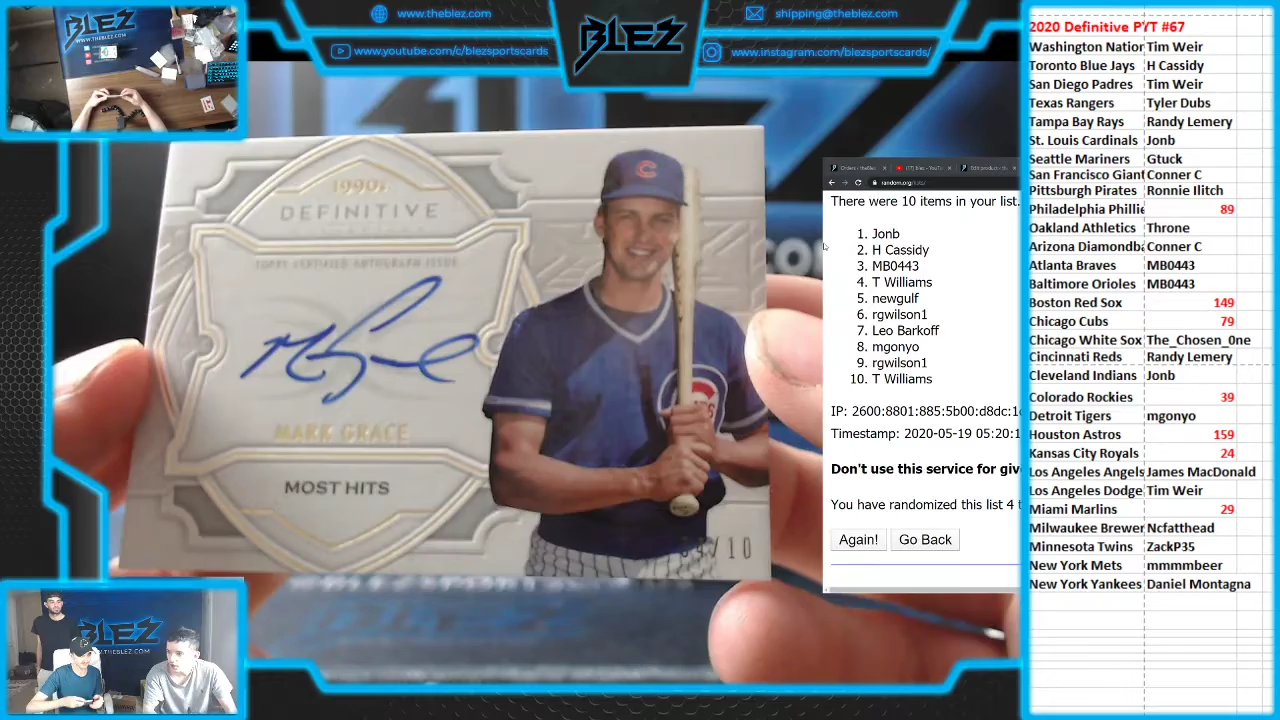 www.theblez.com
www.youtube.com/c/blezsportscards
BLEZ
shipping@theblez.com
www.instagram.com/blezsportscards/
1990s
DEFINITIVE
TOPPS CERTIFIED AUTOGRAPH ISSUE
MARK GRACE
MOST HITS
/10
random.org/lists/
There were 10 items in your list.
1. Jonb
2. H Cassidy
3. MB0443
4. T Williams
5. newgulf
6. rgwilson1
7. Leo Barkoff
8. mgonyo
9. rgwilson1
10. T Williams
IP: 2600:8801:885:5b00:d8dc:1
Timestamp: 2020-05-19 05:20:1
Don't use this service for giv
You have randomized this list 4 t
Again! Go Back
2020 Definitive PYT #67
Washington Nation Tim Weir
Toronto Blue Jays H Cassidy
San Diego Padres Tim Weir
Texas Rangers Tyler Dubs
Tampa Bay Rays Randy Lemery
St. Louis Cardinals Jonb
Seattle Mariners Gtuck
San Francisco Giant Conner C
Pittsburgh Pirates Ronnie Ilitch
Philadelphia Phillie 89
Oakland Athletics Throne
Arizona Diamondba Conner C
Atlanta Braves MB0443
Baltimore Orioles MB0443
Boston Red Sox 149
Chicago Cubs 79
Chicago White Sox The_Chosen_0ne
Cincinnati Reds Randy Lemery
Cleveland Indians Jonb
Colorado Rockies 39
Detroit Tigers mgonyo
Houston Astros 159
Kansas City Royals 24
Los Angeles Angels James MacDonald
Los Angeles Dodge Tim Weir
Miami Marlins 29
Milwaukee Brewer Ncfatthead
Minnesota Twins ZackP35
New York Mets mmmmbeer
New York Yankees Daniel Montagna
BLEZ
WWW.THEBLEZ.COM